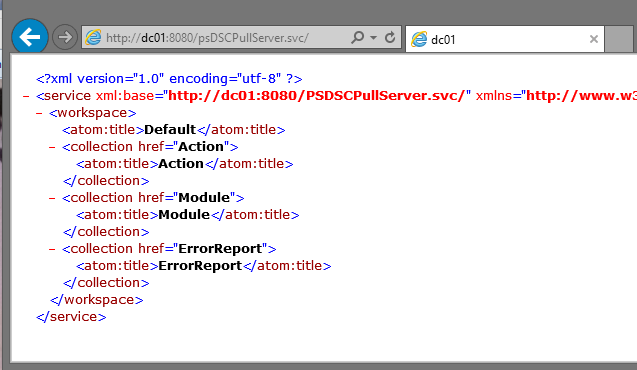 http://dc01:8080/psDSCPullServer.svc/
dc01
<?xml version="1.0" encoding="utf-8" ?>
- <service xml:base="http://dc01:8080/PSDSCPullServer.svc/" xmlns="http://www.w3
- <workspace>
<atom:title>Default</atom:title>
- <collection href="Action">
<atom:title>Action</atom:title>
</collection>
- <collection href="Module">
<atom:title>Module</atom:title>
</collection>
- <collection href="ErrorReport">
<atom:title>ErrorReport</atom:title>
</collection>
</workspace>
</service>